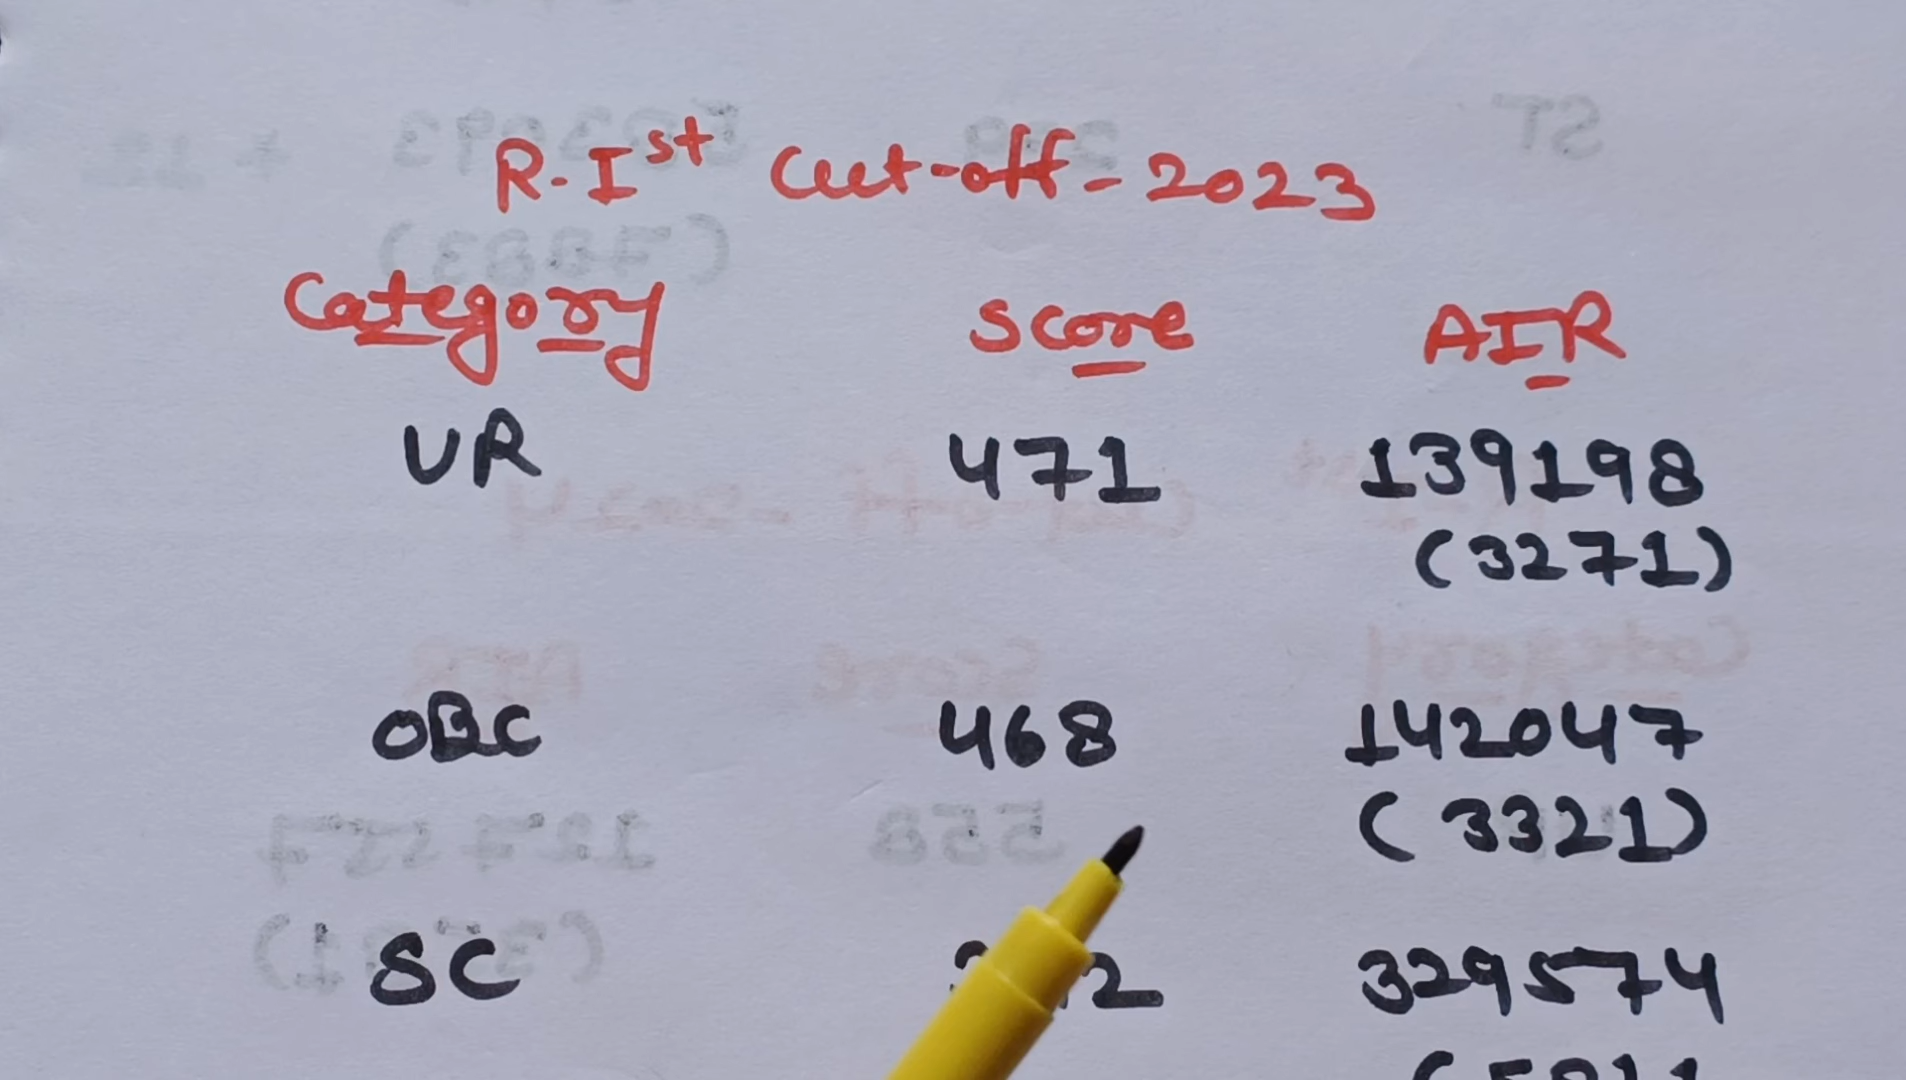 R-Ist Cut-off-2023
Category Score AIR
UR 471 139198
(3271)
OBC 468 142047
(3321)
SC 329574